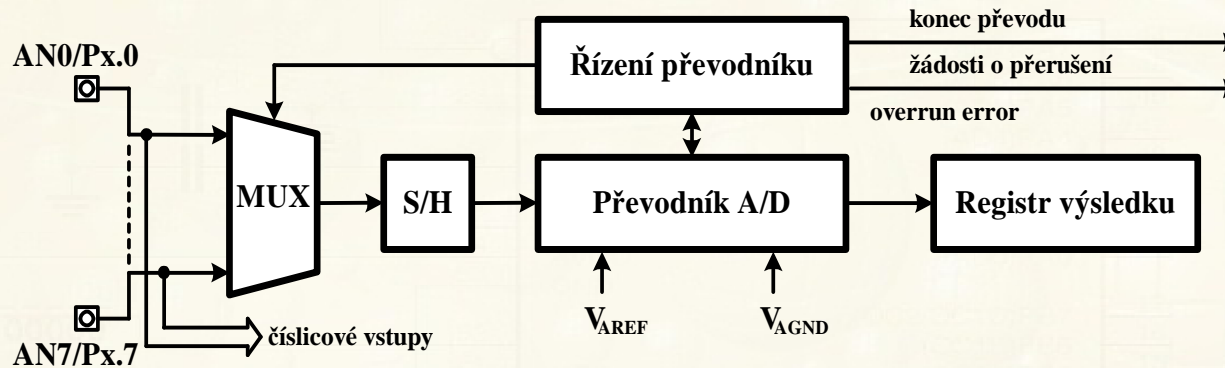 AN0/Px.0
konec převodu
Řízení převodníku
žádosti o přerušení
overrun error
MUX
S/H
Převodník A/D
Registr výsledku
VAREF
VAGND
číslicové vstupy
AN7/Px.7